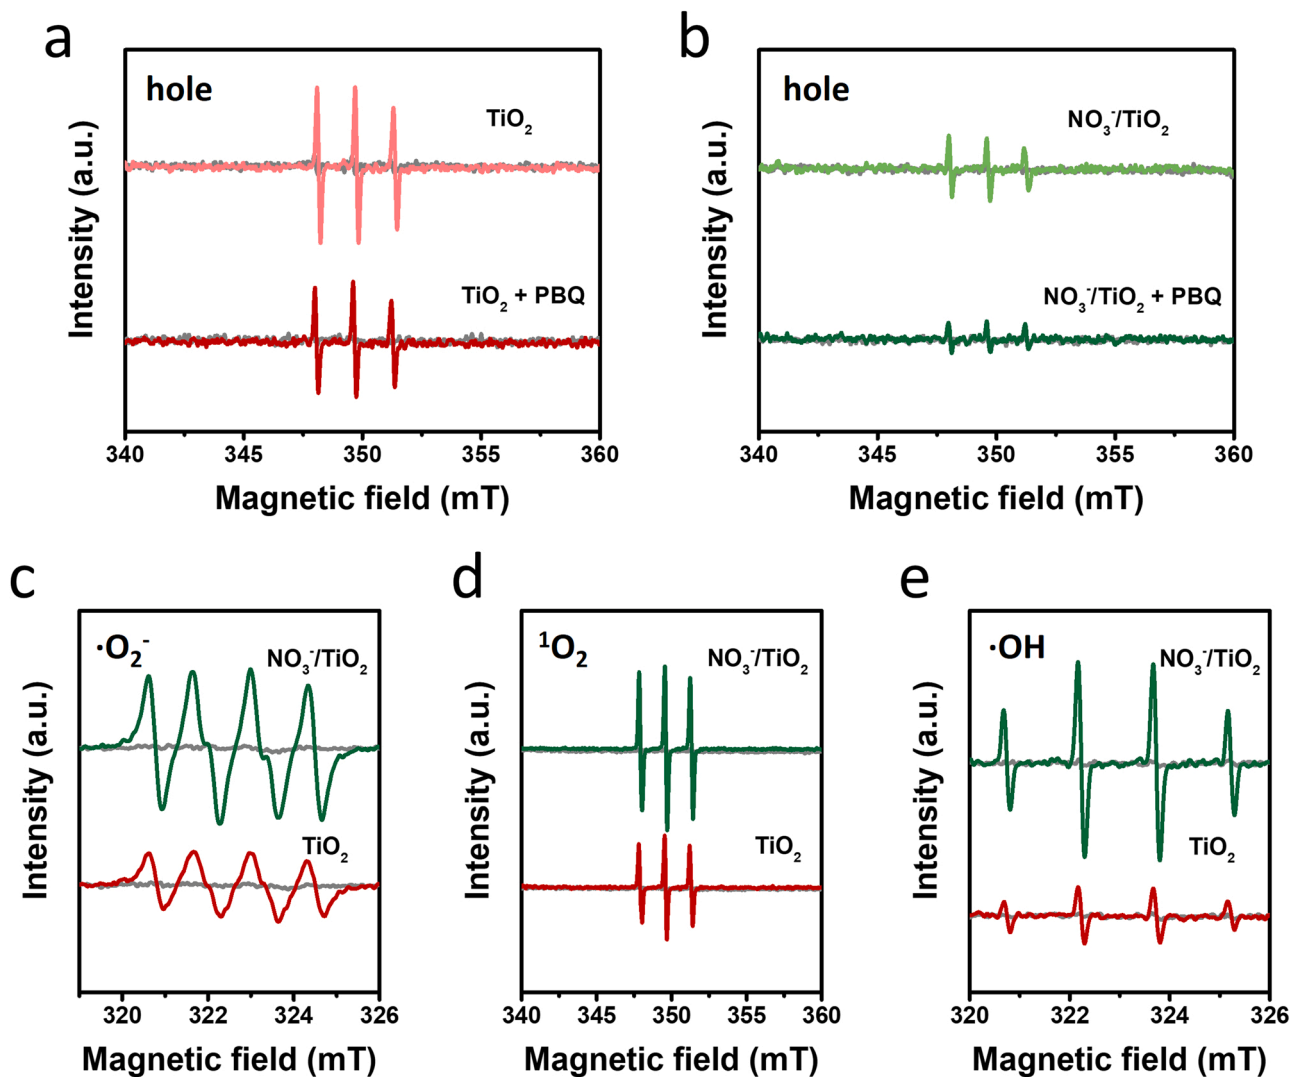 a
hole
TiO₂
TiO₂ + PBQ
Intensity (a.u.)
340 345 350 355 360
Magnetic field (mT)
b
hole
NO₃⁻/TiO₂
NO₃⁻/TiO₂ + PBQ
Intensity (a.u.)
340 345 350 355 360
Magnetic field (mT)
c
·O₂⁻
NO₃⁻/TiO₂
TiO₂
Intensity (a.u.)
320 322 324 326
Magnetic field (mT)
d
¹O₂
NO₃⁻/TiO₂
TiO₂
Intensity (a.u.)
340 345 350 355 360
Magnetic field (mT)
e
·OH
NO₃⁻/TiO₂
TiO₂
Intensity (a.u.)
320 322 324 326
Magnetic field (mT)